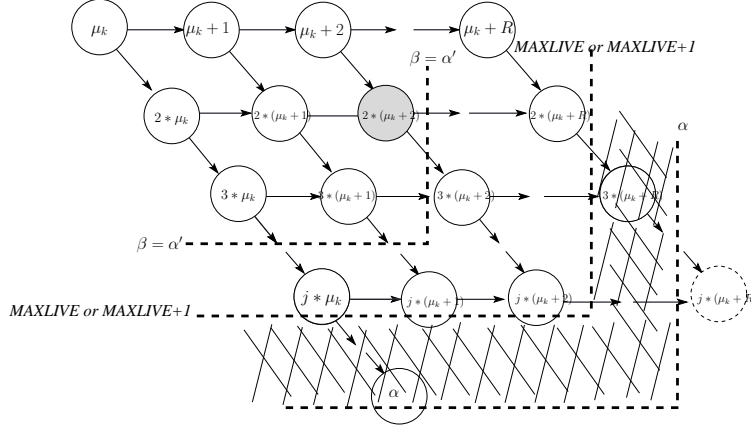 μ_k μ_k + 1 μ_k + 2 μ_k + R
MAXLIVE or MAXLIVE+1
β = α′
2 * μ_k 2 * (μ_k + 1) 2 * (μ_k + 2) 2 * (μ_k + R)
α
3 * μ_k 3 * (μ_k + 1) 3 * (μ_k + 2) 3 * (μ_k + R)
β = α′
j * μ_k j * (μ_k + 1) j * (μ_k + 2) j * (μ_k + R
MAXLIVE or MAXLIVE+1
α